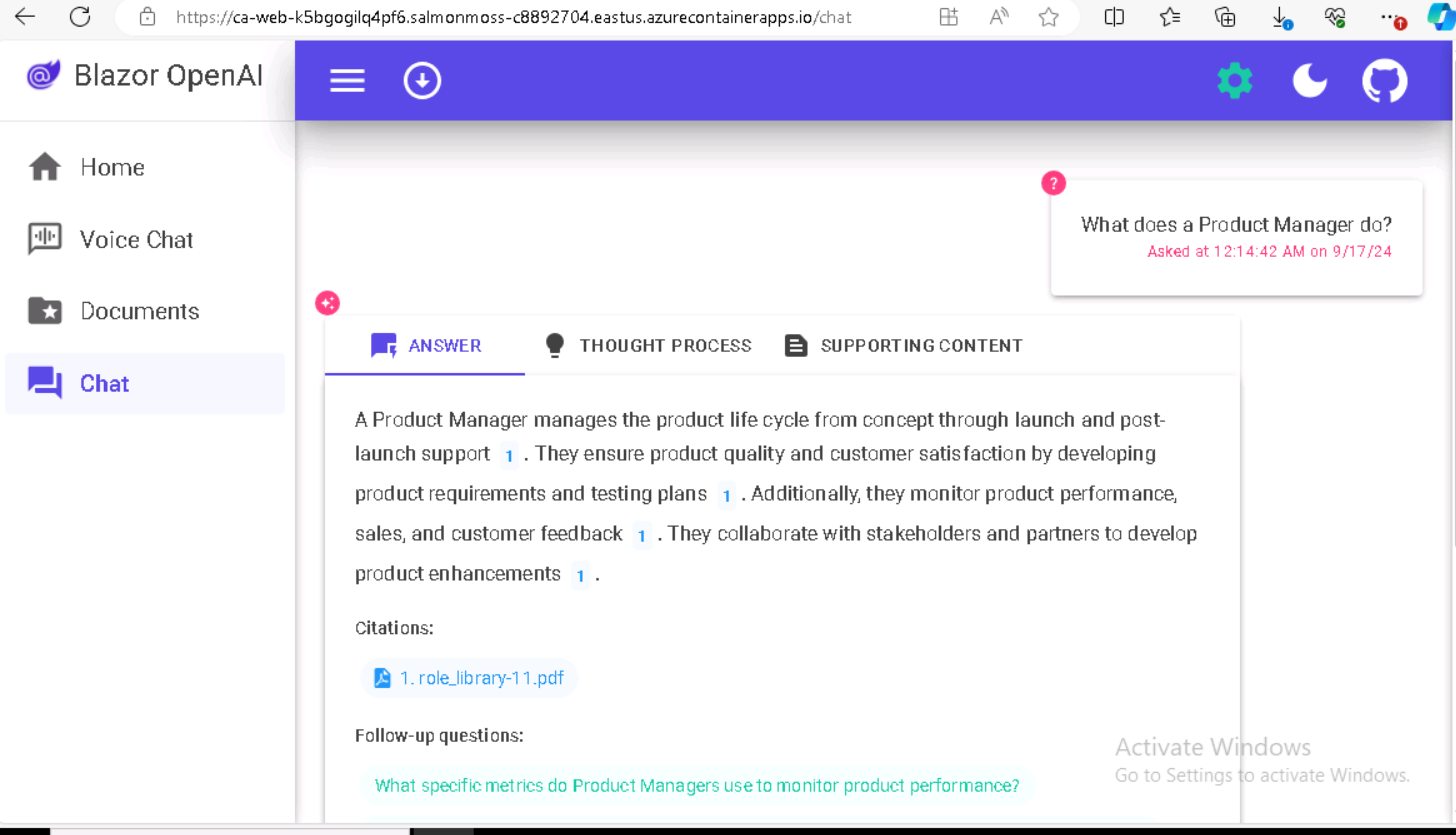 https://ca-web-k5bgogilq4pf6.salmonmoss-c8892704.eastus.azurecontainerapps.io/chat
Blazor OpenAI
Home
Voice Chat
Documents
Chat
What does a Product Manager do?
Asked at 12:14:42 AM on 9/17/24
ANSWER
THOUGHT PROCESS
SUPPORTING CONTENT
A Product Manager manages the product life cycle from concept through launch and post-
launch support 1 . They ensure product quality and customer satisfaction by developing
product requirements and testing plans 1 . Additionally, they monitor product performance,
sales, and customer feedback 1 . They collaborate with stakeholders and partners to develop
product enhancements 1 .
Citations:
1. role_library-11.pdf
Follow-up questions:
What specific metrics do Product Managers use to monitor product performance?
Activate Windows
Go to Settings to activate Windows.